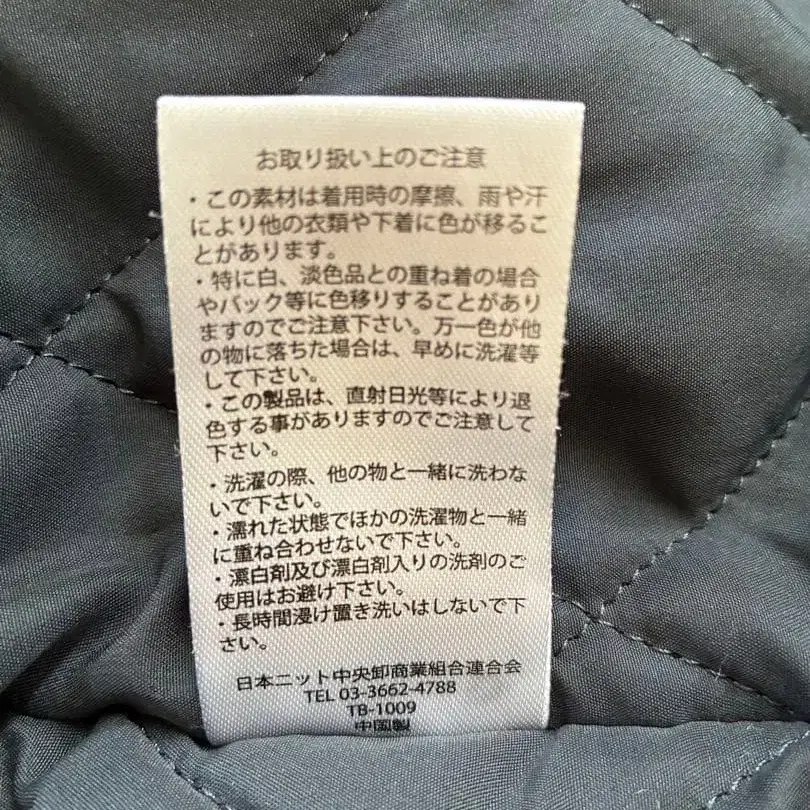 お取り扱い上のご注意
・この素材は着用時の摩擦、雨や汗
により他の衣類や下着に色が移るこ
とがあります。
・特に白、淡色品との重ね着の場合
やバック等に色移りすることがあり
ますのでご注意下さい。万一色が他
の物に落ちた場合は、早めに洗濯等
して下さい。
・この製品は、直射日光等により退
色する事がありますのでご注意して
下さい。
・洗濯の際、他の物と一緒に洗わな
いで下さい。
・濡れた状態でほかの洗濯物と一緒
に重ね合わせないで下さい。
・漂白剤及び漂白剤入りの洗剤のご
使用はお避け下さい。
・長時間浸け置き洗いはしないで下
さい。
日本ニット中央卸商業組合連合会
TEL 03-3662-4788
TB-1009
中国製